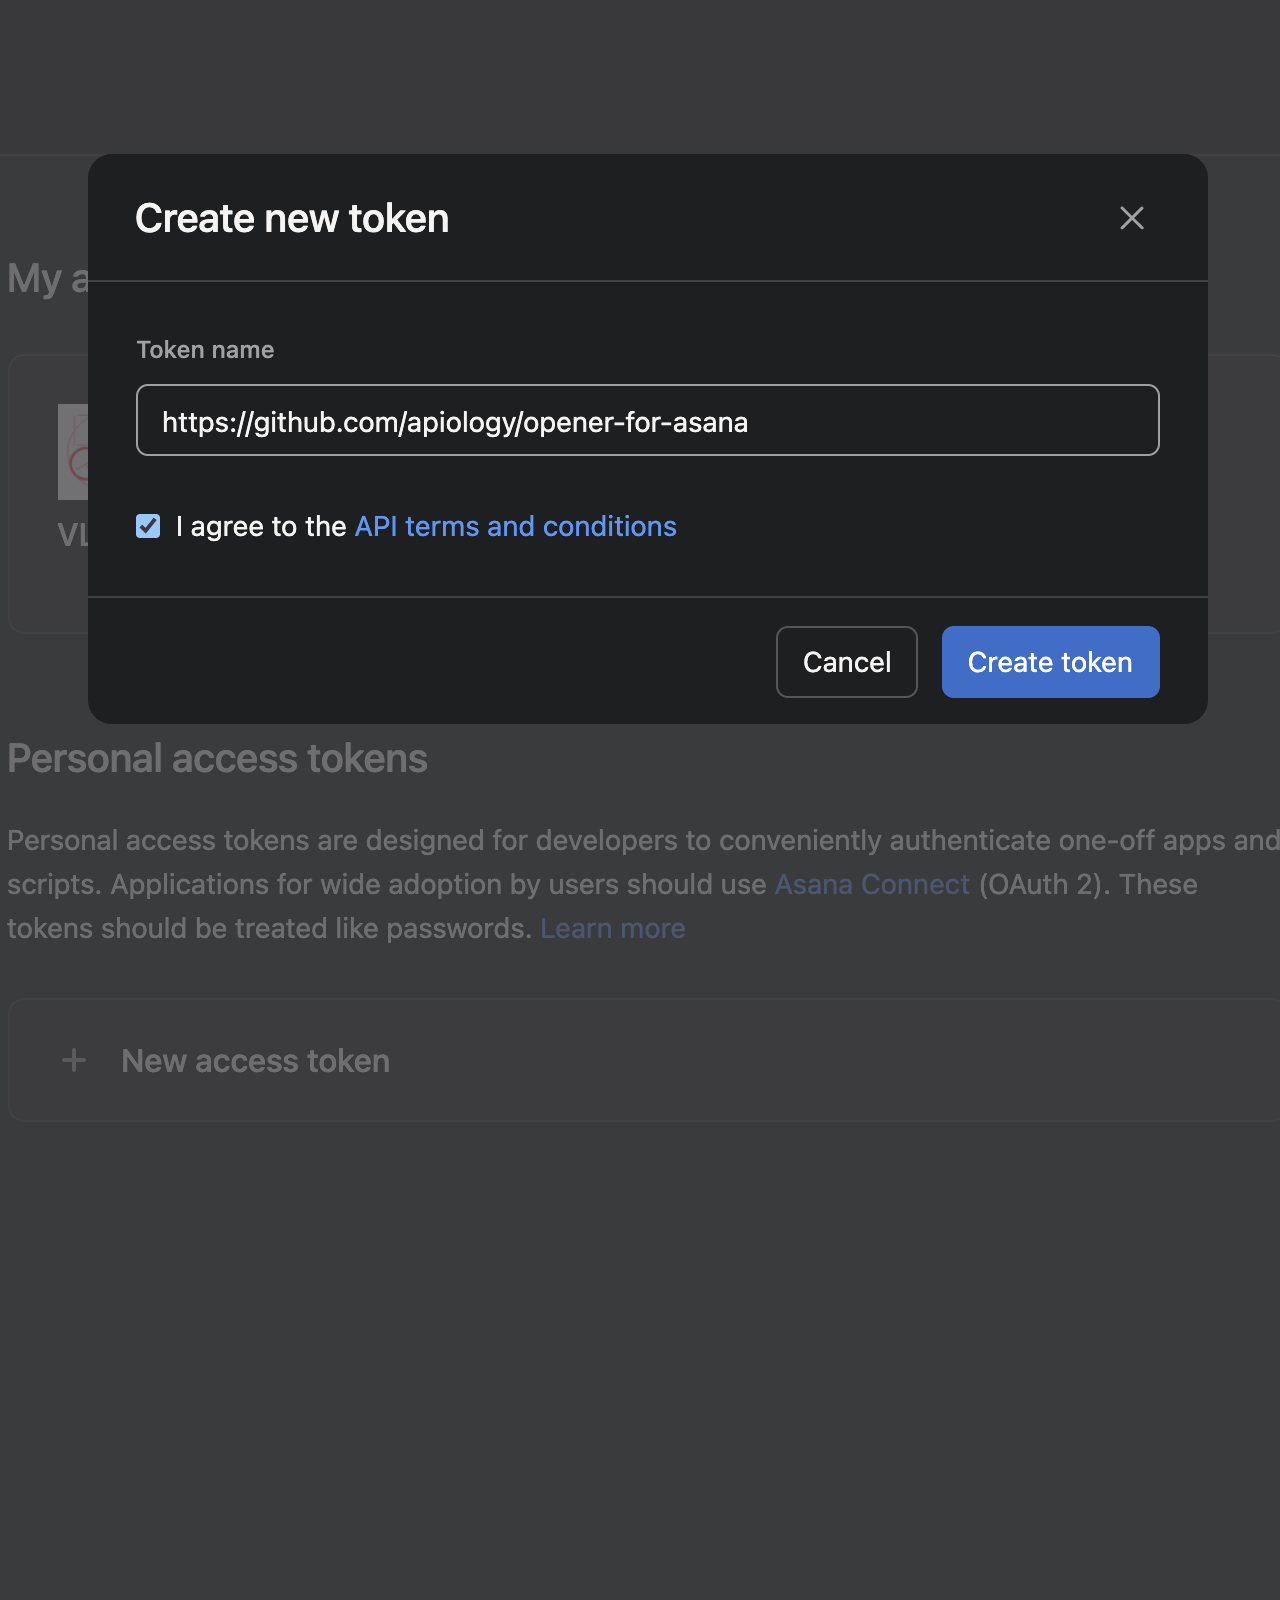 Create new token
My a
Token name
https://github.com/apiology/opener-for-asana
I agree to the API terms and conditions
VL
Cancel
Create token
Personal access tokens
Personal access tokens are designed for developers to conveniently authenticate one-off apps and
scripts. Applications for wide adoption by users should use Asana Connect (OAuth 2). These
tokens should be treated like passwords. Learn more
+ New access token